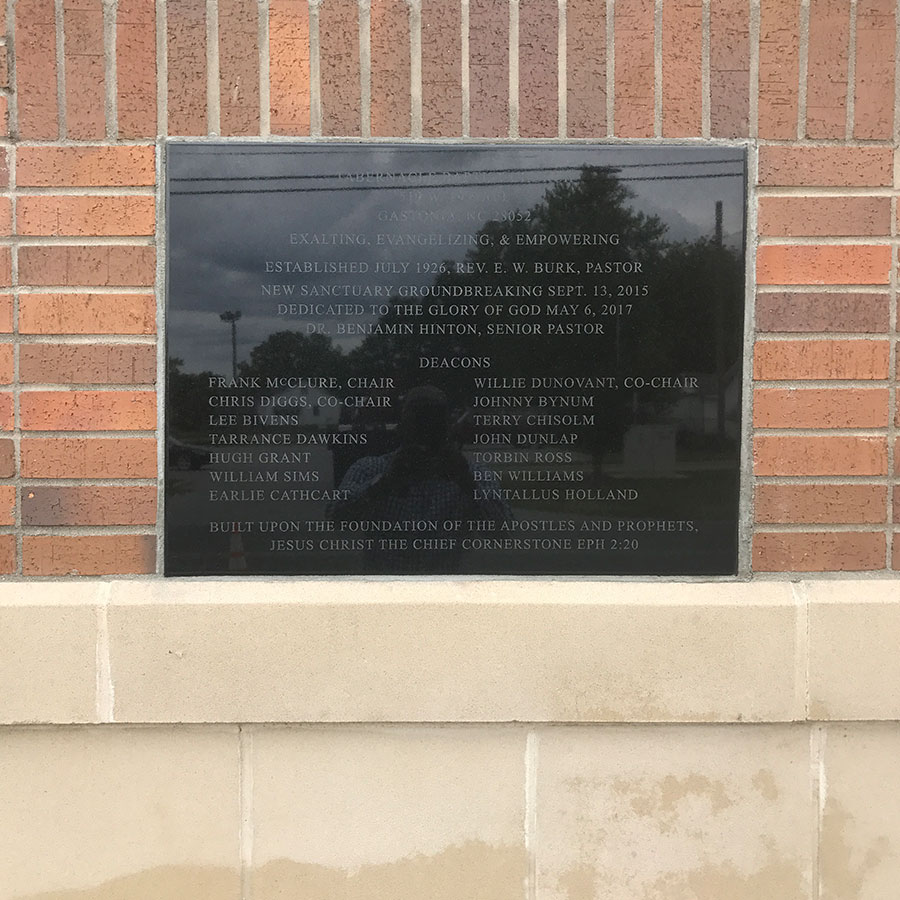 TABERNACLE
GASTONIA, NC 28052
EXALTING, EVANGELIZING, & EMPOWERING
ESTABLISHED JULY 1926, REV. E. W. BURK, PASTOR
NEW SANCTUARY GROUNDBREAKING SEPT. 13, 2015
DEDICATED TO THE GLORY OF GOD MAY 6, 2017
DR. BENJAMIN HINTON, SENIOR PASTOR
DEACONS
FRANK McCLURE, CHAIR
CHRIS DIGGS, CO-CHAIR
LEE BIVENS
TARRANCE DAWKINS
HUGH GRANT
WILLIAM SIMS
EARLIE CATHCART
WILLIE DUNOVANT, CO-CHAIR
JOHNNY BYNUM
TERRY CHISOLM
JOHN DUNLAP
TORBIN ROSS
BEN WILLIAMS
LYNTALLUS HOLLAND
BUILT UPON THE FOUNDATION OF THE APOSTLES AND PROPHETS,
JESUS CHRIST THE CHIEF CORNERSTONE EPH 2:20